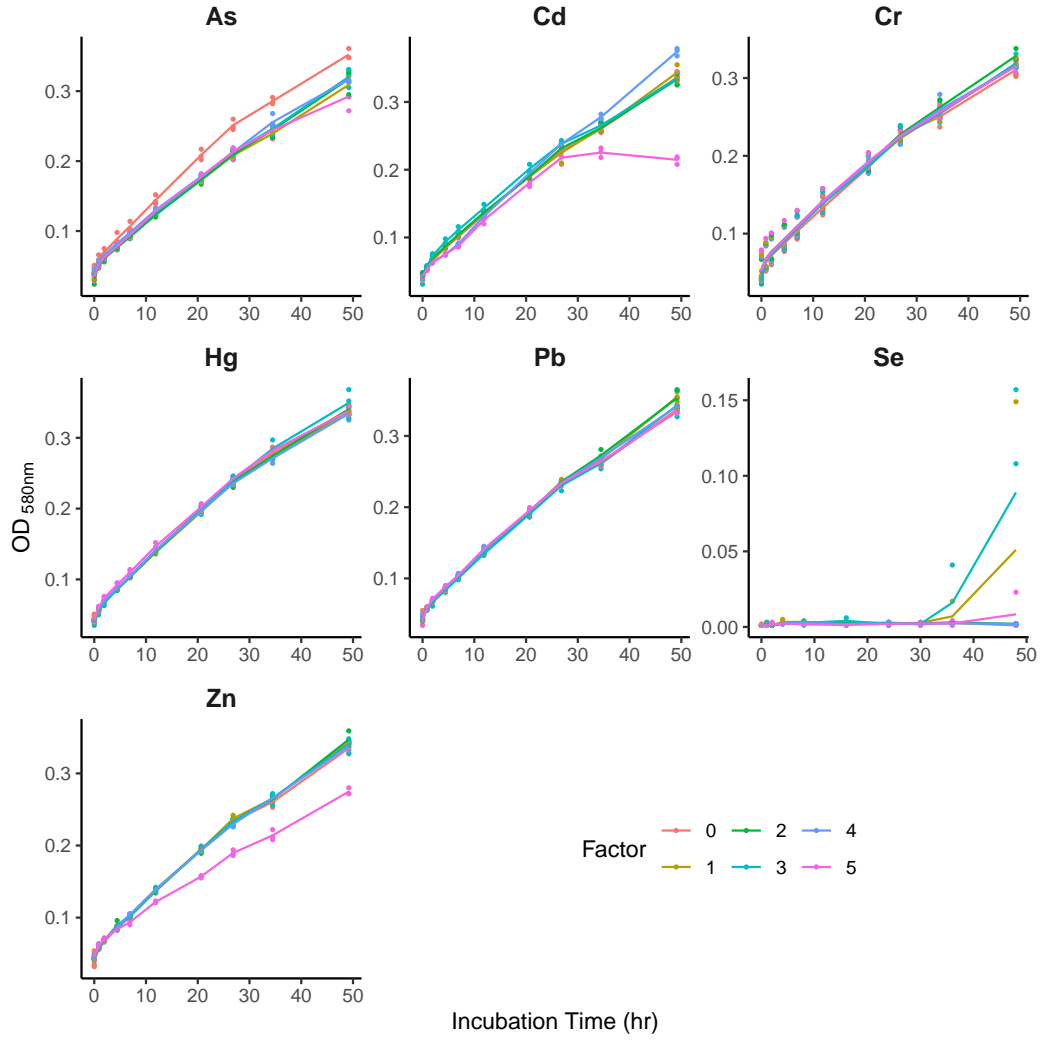 As Cd Cr
0.3 0.3 0.3
0.2 0.2 0.2
0.1 0.1 0.1
0 10 20 30 40 50 0 10 20 30 40 50 0 10 20 30 40 50
Hg Pb Se
0.3 0.3 0.15
0.2 0.2 0.10
0.1 0.1 0.05
0.00
0 10 20 30 40 50 0 10 20 30 40 50 0 10 20 30 40 50
OD 580nm
Zn
0.3
0.2
0.1
0 10 20 30 40 50
Factor
0 2 4
1 3 5
Incubation Time (hr)